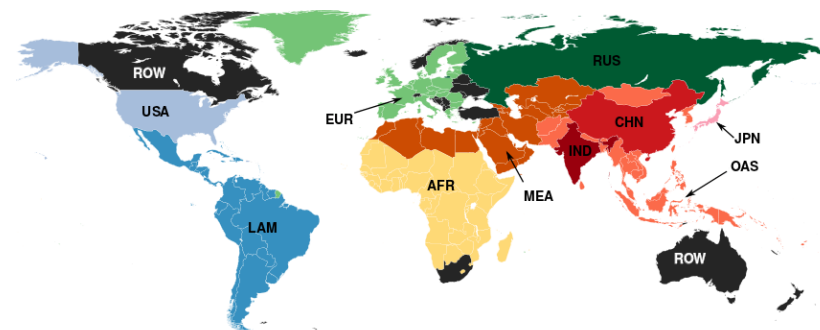 ROW
USA
LAM
EUR
AFR
MEA
RUS
CHN
IND
JPN
OAS
ROW